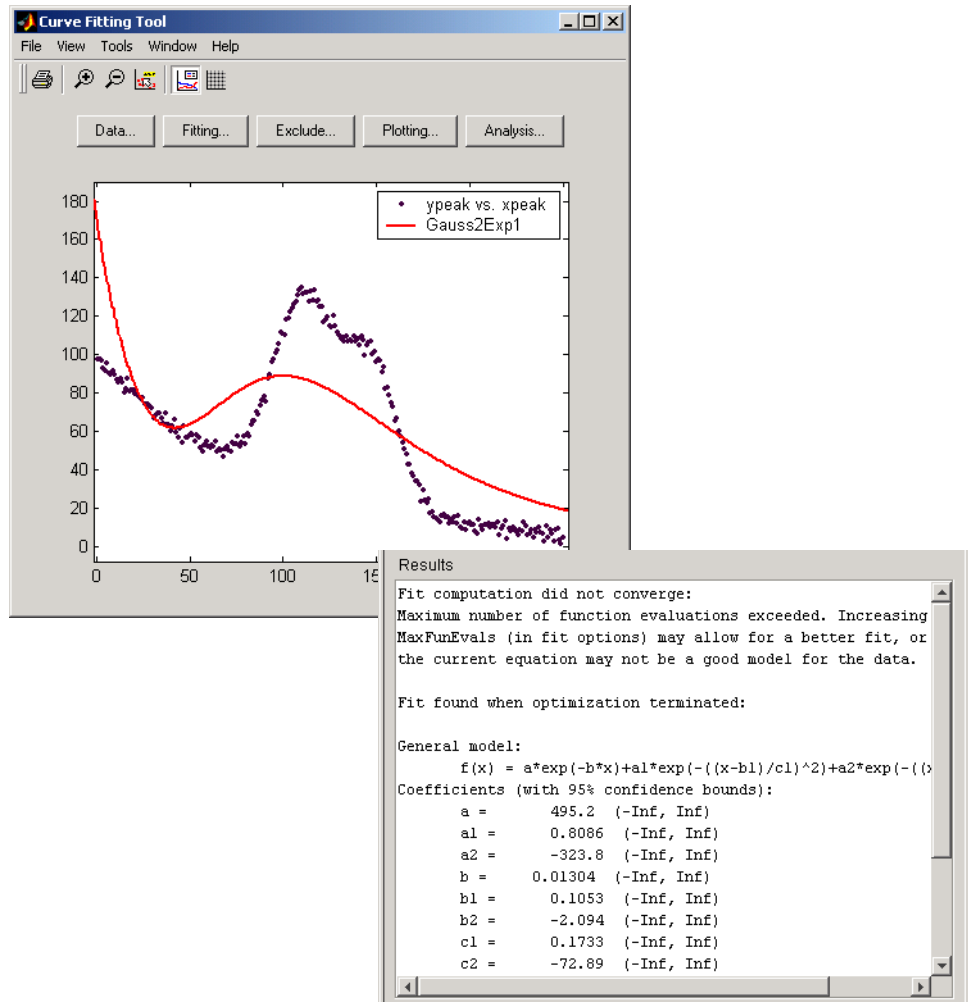 Curve Fitting Tool
File View Tools Window Help
Data... Fitting... Exclude... Plotting... Analysis...
180
160
140
120
100
80
60
40
20
0
ypeak vs. xpeak
Gauss2Exp1
0 50 100 15
Results
Fit computation did not converge:
Maximum number of function evaluations exceeded. Increasing
MaxFunEvals (in fit options) may allow for a better fit, or
the current equation may not be a good model for the data.
Fit found when optimization terminated:
General model:
f(x) = a*exp(-b*x)+a1*exp(-((x-b1)/c1)^2)+a2*exp(-((x
Coefficients (with 95% confidence bounds):
a = 495.2 (-Inf, Inf)
a1 = 0.8086 (-Inf, Inf)
a2 = -323.8 (-Inf, Inf)
b = 0.01304 (-Inf, Inf)
b1 = 0.1053 (-Inf, Inf)
b2 = -2.094 (-Inf, Inf)
c1 = 0.1733 (-Inf, Inf)
c2 = -72.89 (-Inf, Inf)